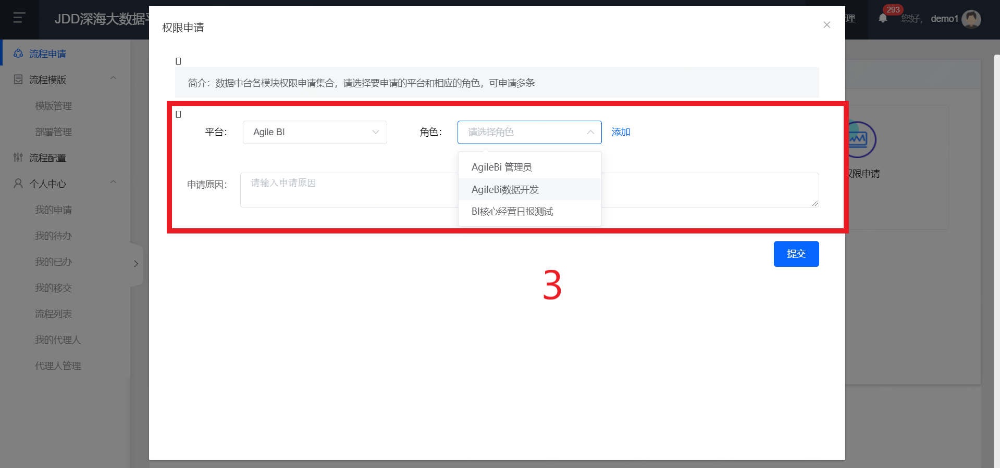 JDD深海大数据
理
293
您好，
demo1
流程申请
流程模版
模版管理
部署管理
流程配置
个人中心
我的申请
我的待办
我的已办
我的移交
流程列表
我的代理人
代理人管理
权限申请
简介：数据中台各模块权限申请集合，请选择要申请的平台和相应的角色，可申请多条
平台：
Agile BI
角色：
请选择角色
添加
AgileBi 管理员
AgileBi数据开发
BI核心经营日报测试
申请原因：
请输入申请原因
提交
3
权限申请